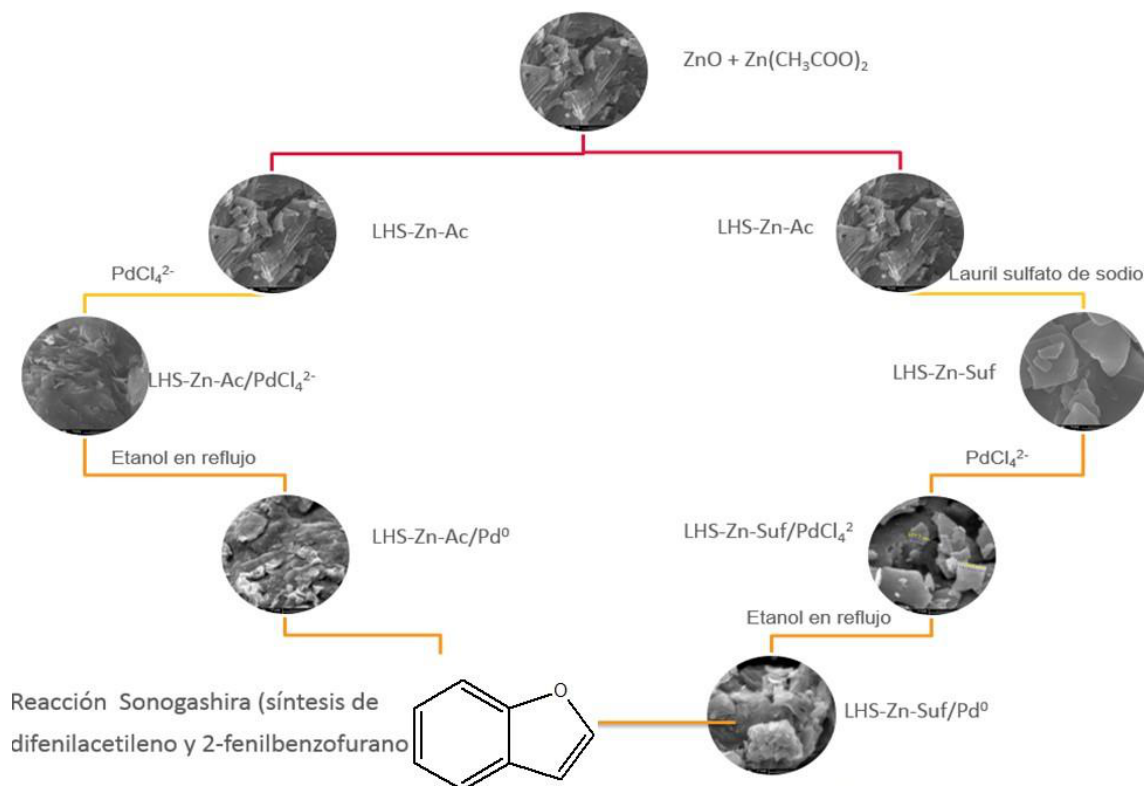 ZnO + Zn(CH₃COO)₂
LHS-Zn-Ac
LHS-Zn-Ac
PdCl₄²⁻
Lauril sulfato de sodio
LHS-Zn-Ac/PdCl₄²⁻
LHS-Zn-Suf
Etanol en reflujo
PdCl₄²⁻
LHS-Zn-Ac/Pd⁰
LHS-Zn-Suf/PdCl₄²
Etanol en reflujo
LHS-Zn-Suf/Pd⁰
Reacción Sonogashira (síntesis de
difenilacetileno y 2-fenilbenzofurano
O